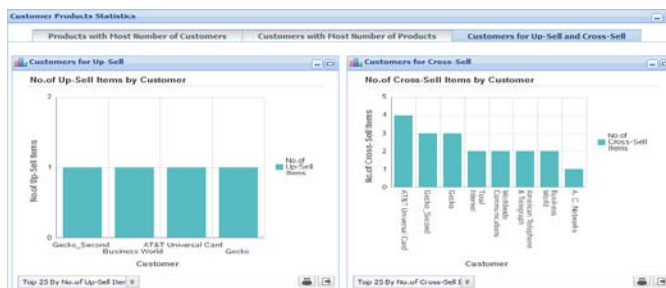 Customer Products Statistics
Products with Most Number of Customers
Customers with Most Number of Products
Customers for Up-Sell and Cross-Sell
Customers for Up-Sell
No.of Up-Sell Items by Customer
No.of Up-Sell Items
2
1
0
Gecko_Second
Business World
AT&T Universal Card
Gecko
Customer
No.of
Up-Sell
Items
Top 25 By No.of Up-Sell Iter
Customers for Cross-Sell
No.of Cross-Sell Items by Customer
No.of Cross-Sell Items
5
4
3
2
1
0
AT&T Universal Card
Gecko_Second
Gecko
Total
Internet
Worldwide
Communications
American Telephone
& Telegraph
Business
World
A. C. Networks
Customer
No.of
Cross-Sell
Items
Top 25 By No.of Cross-Sell I